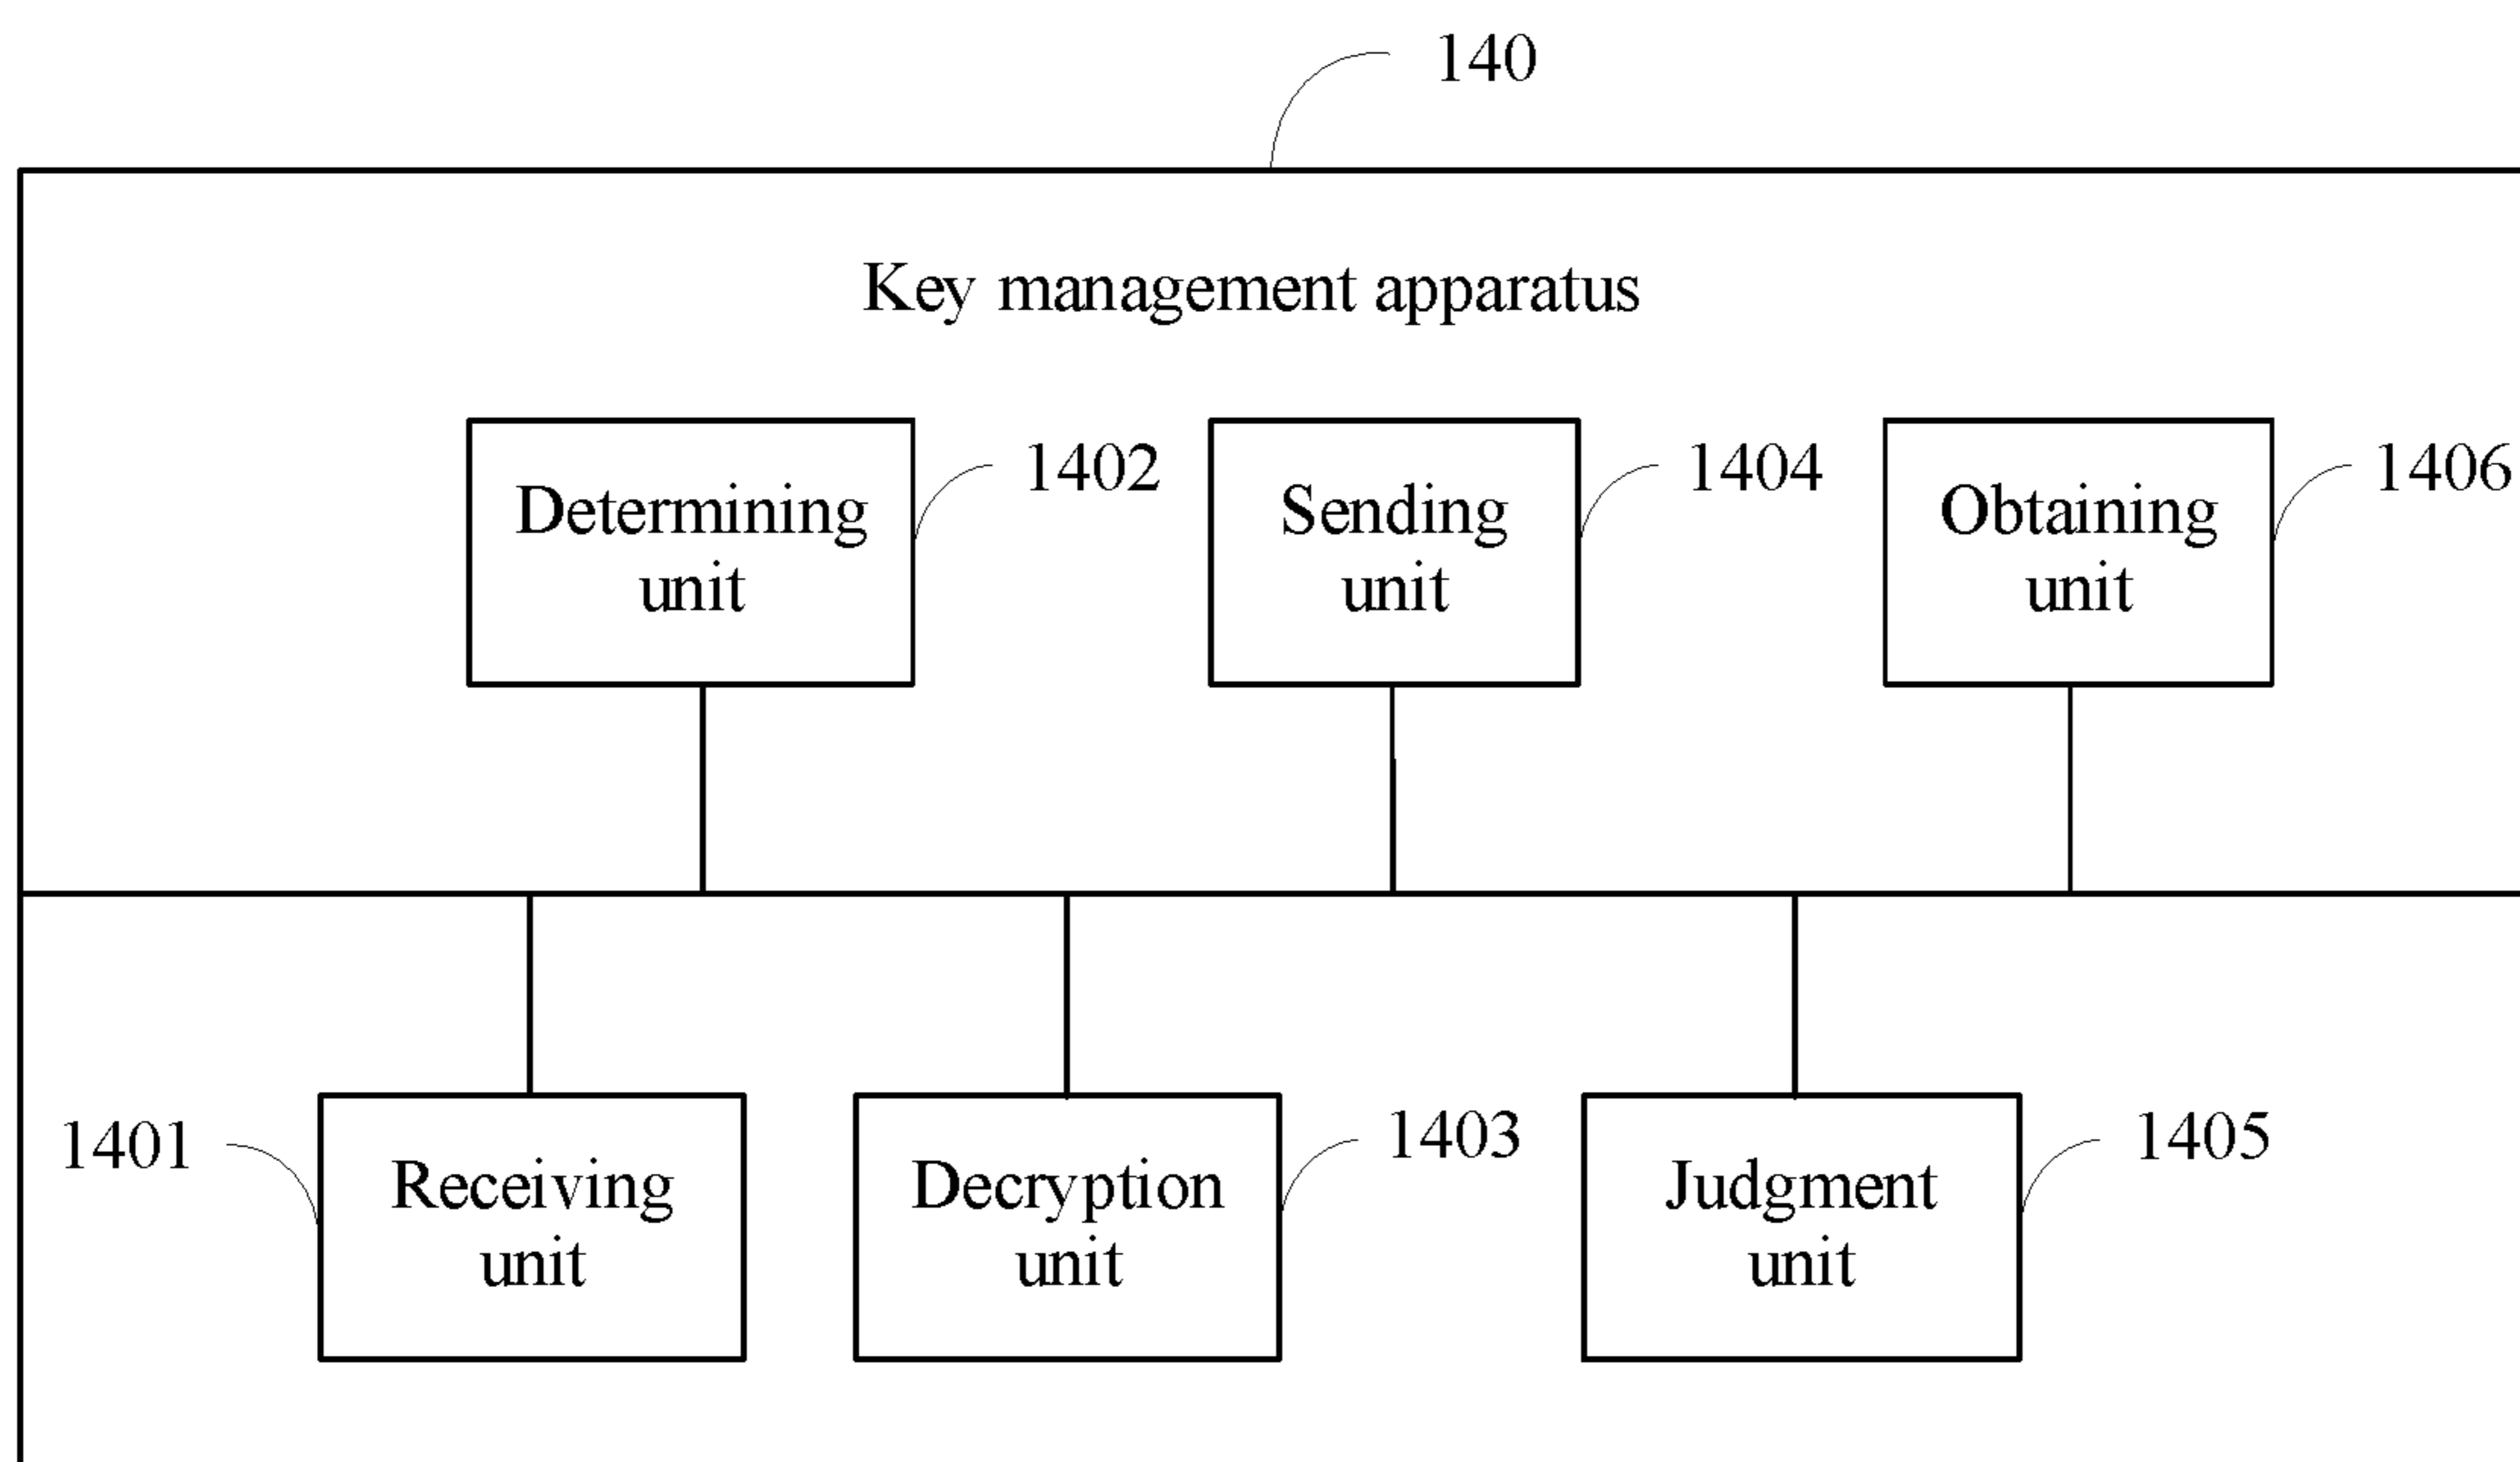 140
Key management apparatus
1402
1404
1406
Determining
unit
Sending
unit
Obtaining
unit
1401
1403
1405
Receiving
unit
Decryption
unit
Judgment
unit